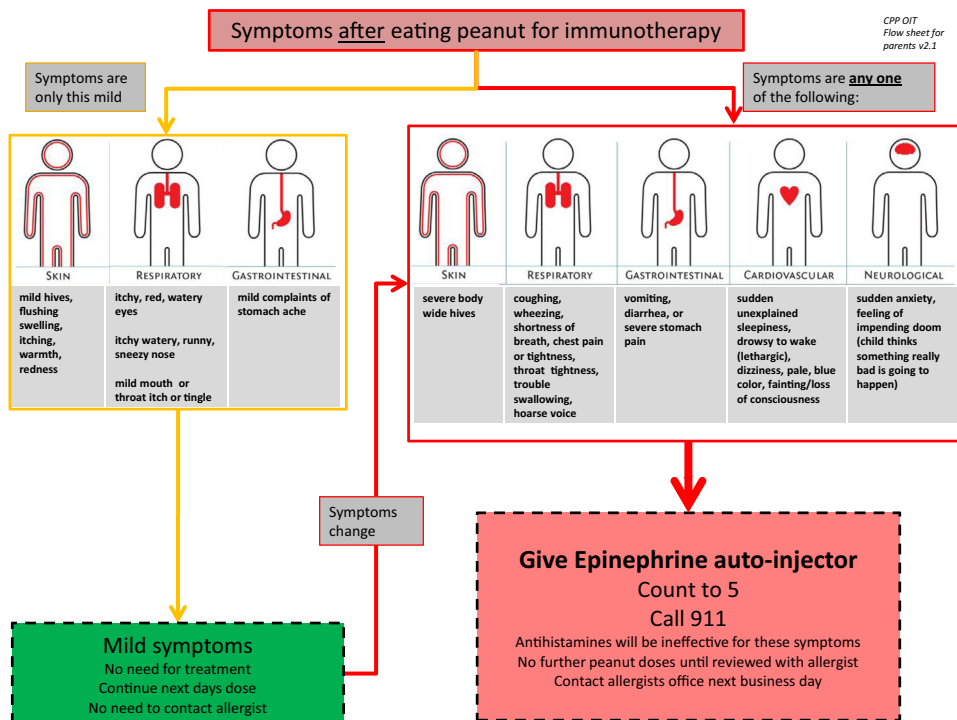 Symptoms after eating peanut for immunotherapy
CPP OIT
Flow sheet for
parents v2.1
Symptoms are
only this mild
Symptoms are any one
of the following:
SKIN
RESPIRATORY
GASTROINTESTINAL
mild hives,
flushing
swelling,
itching,
warmth,
redness
itchy, red, watery
eyes
itchy watery, runny,
sneezy nose
mild mouth or
throat itch or tingle
mild complaints of
stomach ache
SKIN
RESPIRATORY
GASTROINTESTINAL
CARDIOVASCULAR
NEUROLOGICAL
severe body
wide hives
coughing,
wheezing,
shortness of
breath, chest pain
or tightness,
throat tightness,
trouble
swallowing,
hoarse voice
vomiting,
diarrhea, or
severe stomach
pain
sudden
unexplained
sleepiness,
drowsy to wake
(lethargic),
dizziness, pale, blue
color, fainting/loss
of consciousness
sudden anxiety,
feeling of
impending doom
(child thinks
something really
bad is going to
happen)
Symptoms
change
Mild symptoms
No need for treatment
Continue next days dose
No need to contact allergist
Give Epinephrine auto-injector
Count to 5
Call 911
Antihistamines will be ineffective for these symptoms
No further peanut doses until reviewed with allergist
Contact allergists office next business day